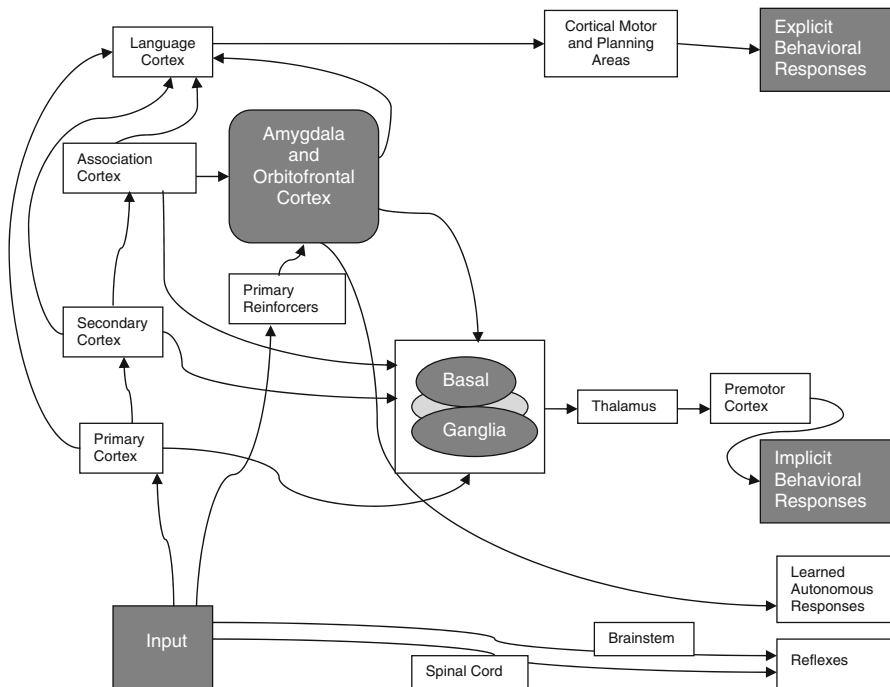 Language
Cortex
Cortical Motor
and Planning
Areas
Explicit
Behavioral
Responses
Association
Cortex
Amygdala
and
Orbitofrontal
Cortex
Primary
Reinforcers
Secondary
Cortex
Basal
Ganglia
Thalamus
Premotor
Cortex
Primary
Cortex
Implicit
Behavioral
Responses
Learned
Autonomous
Responses
Input
Brainstem
Spinal Cord
Reflexes